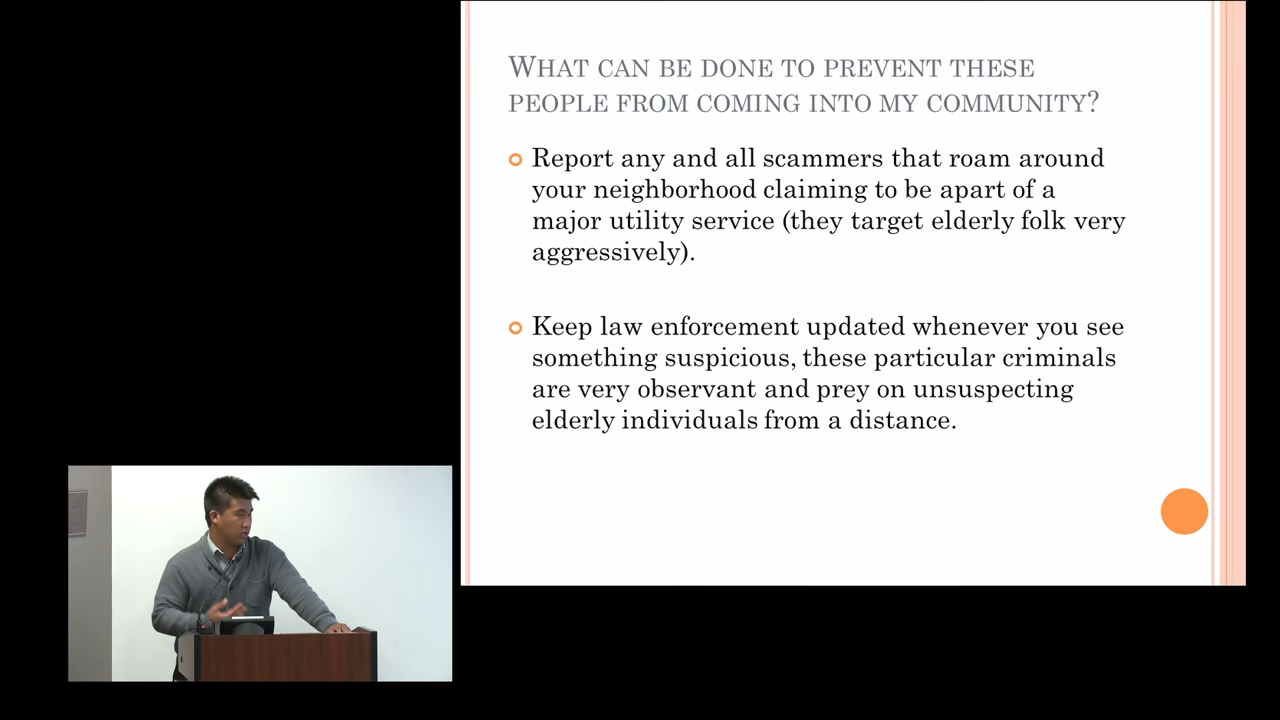 WHAT CAN BE DONE TO PREVENT THESE
PEOPLE FROM COMING INTO MY COMMUNITY?
Report any and all scammers that roam around
your neighborhood claiming to be apart of a
major utility service (they target elderly folk very
aggressively).
Keep law enforcement updated whenever you see
something suspicious, these particular criminals
are very observant and prey on unsuspecting
elderly individuals from a distance.